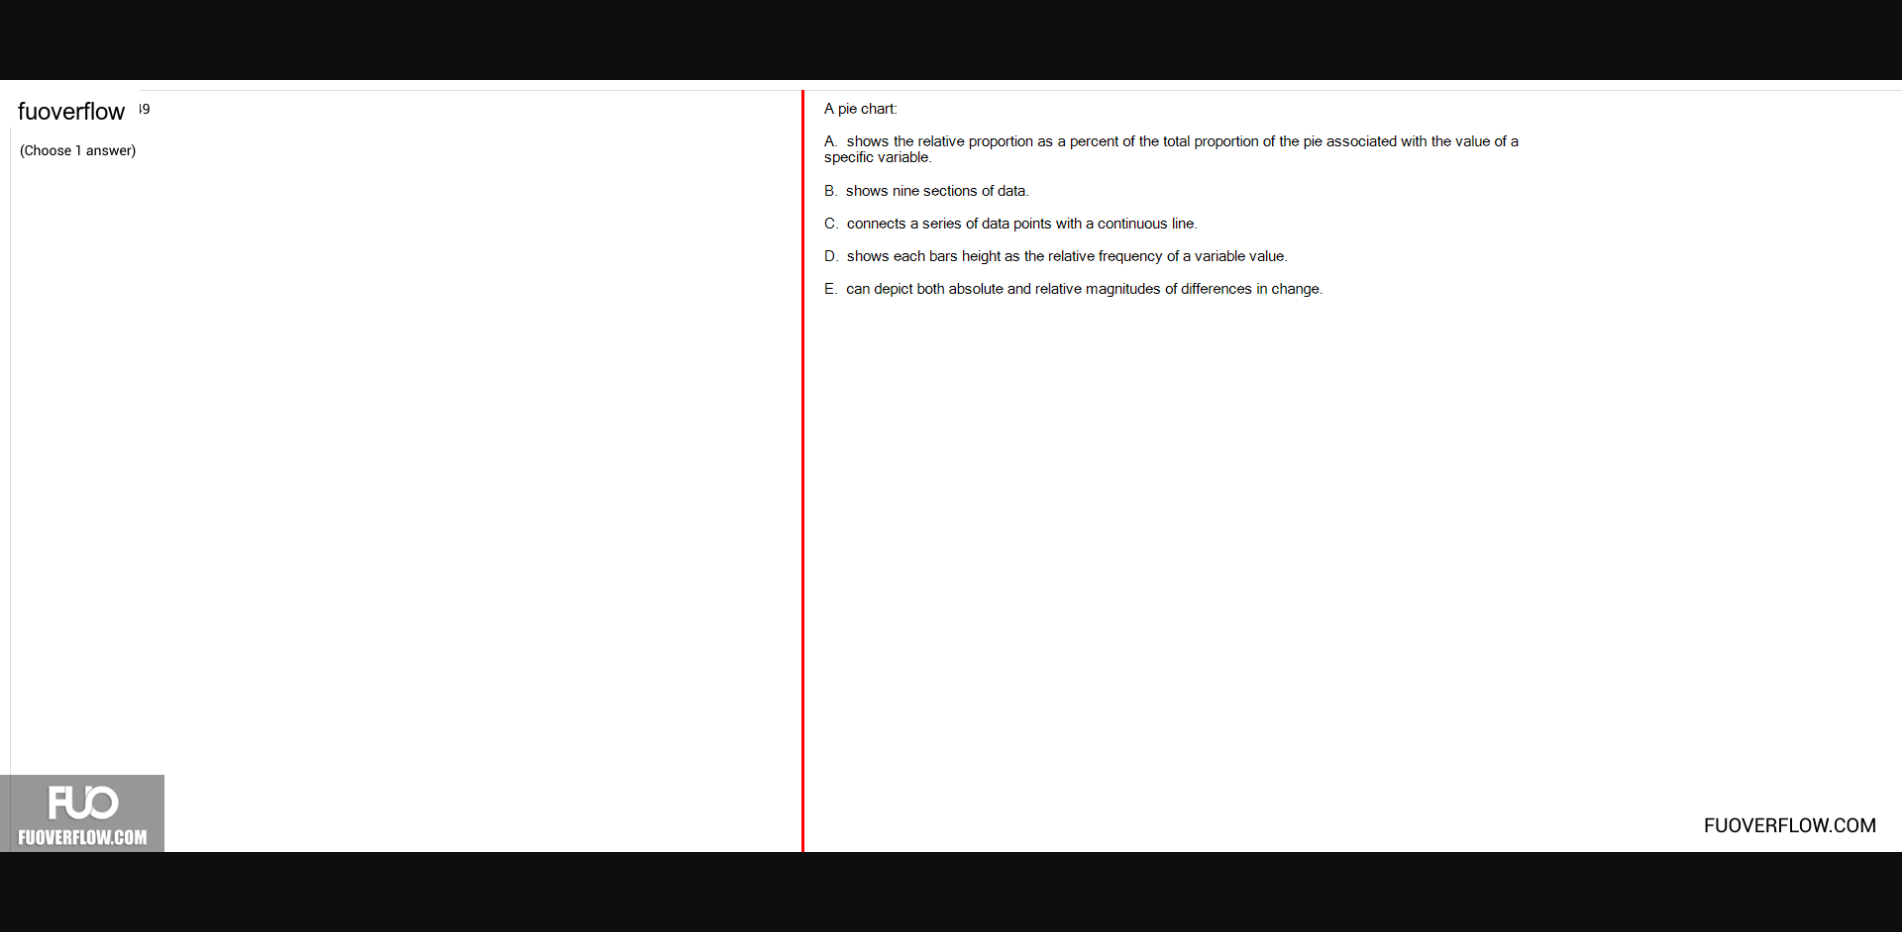 fuoverflow
(Choose 1 answer)
A pie chart:
A. shows the relative proportion as a percent of the total proportion of the pie associated with the value of a
specific variable.
B. shows nine sections of data.
C. connects a series of data points with a continuous line.
D. shows each bars height as the relative frequency of a variable value.
E. can depict both absolute and relative magnitudes of differences in change.
FUO
FUOVERFLOW.COM
FUOVERFLOW.COM